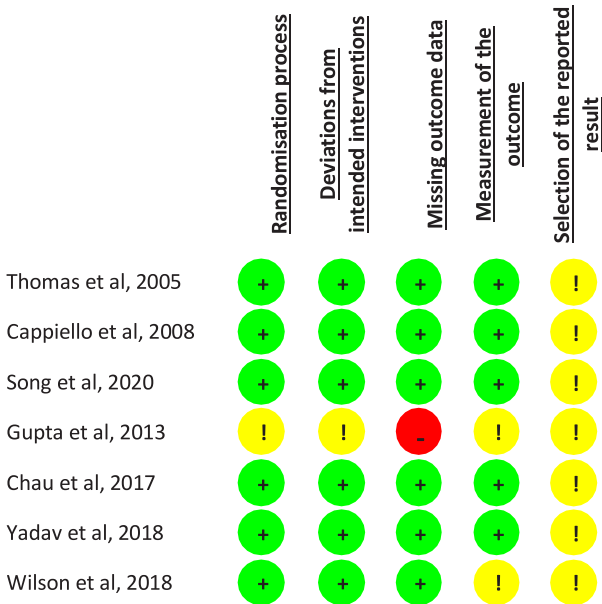 Randomisation process
Deviations from
intended interventions
Missing outcome data
Measurement of the
outcome
Selection of the reported
result
Thomas et al, 2005 + + + + !
Cappiello et al, 2008 + + + + !
Song et al, 2020 + + + + !
Gupta et al, 2013 ! ! - ! !
Chau et al, 2017 + + + + !
Yadav et al, 2018 + + + + !
Wilson et al, 2018 + + + ! !